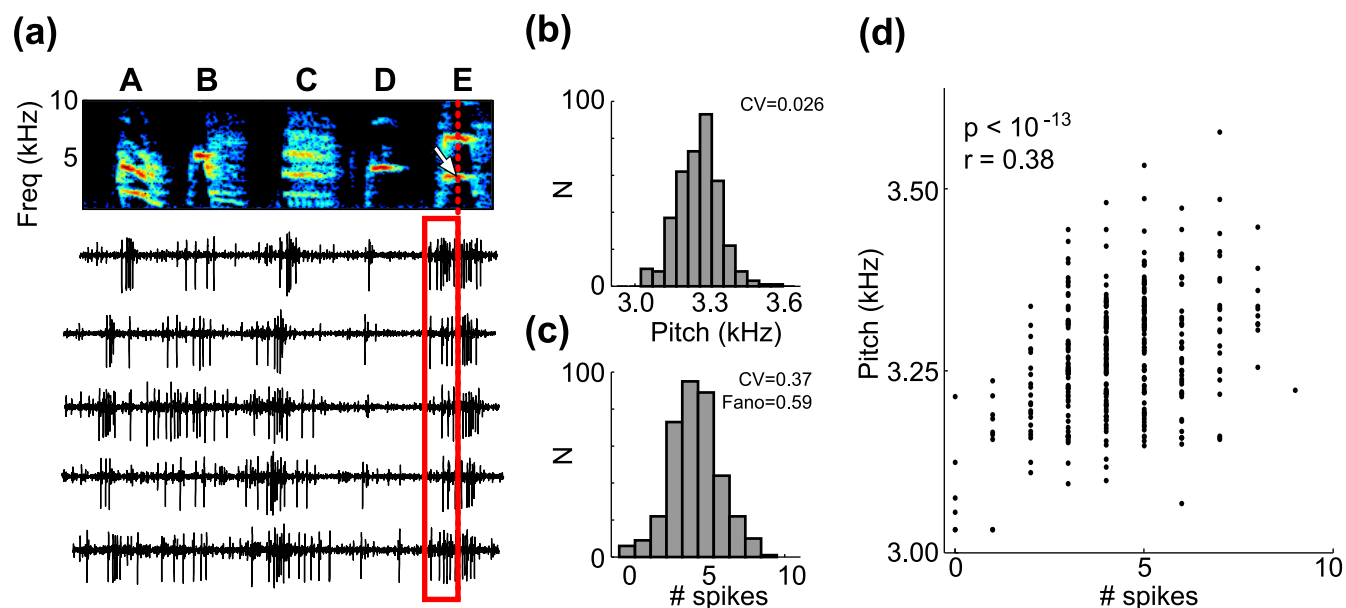 (a)
A B C D E
10
5
Freq (kHz)
(b)
100
0
N
CV=0.026
3.0 3.3 3.6
Pitch (kHz)
(c)
100
0
N
CV=0.37
Fano=0.59
0 5 10
# spikes
(d)
p < 10⁻¹³
r = 0.38
3.50
3.25
3.00
Pitch (kHz)
0 5 10
# spikes